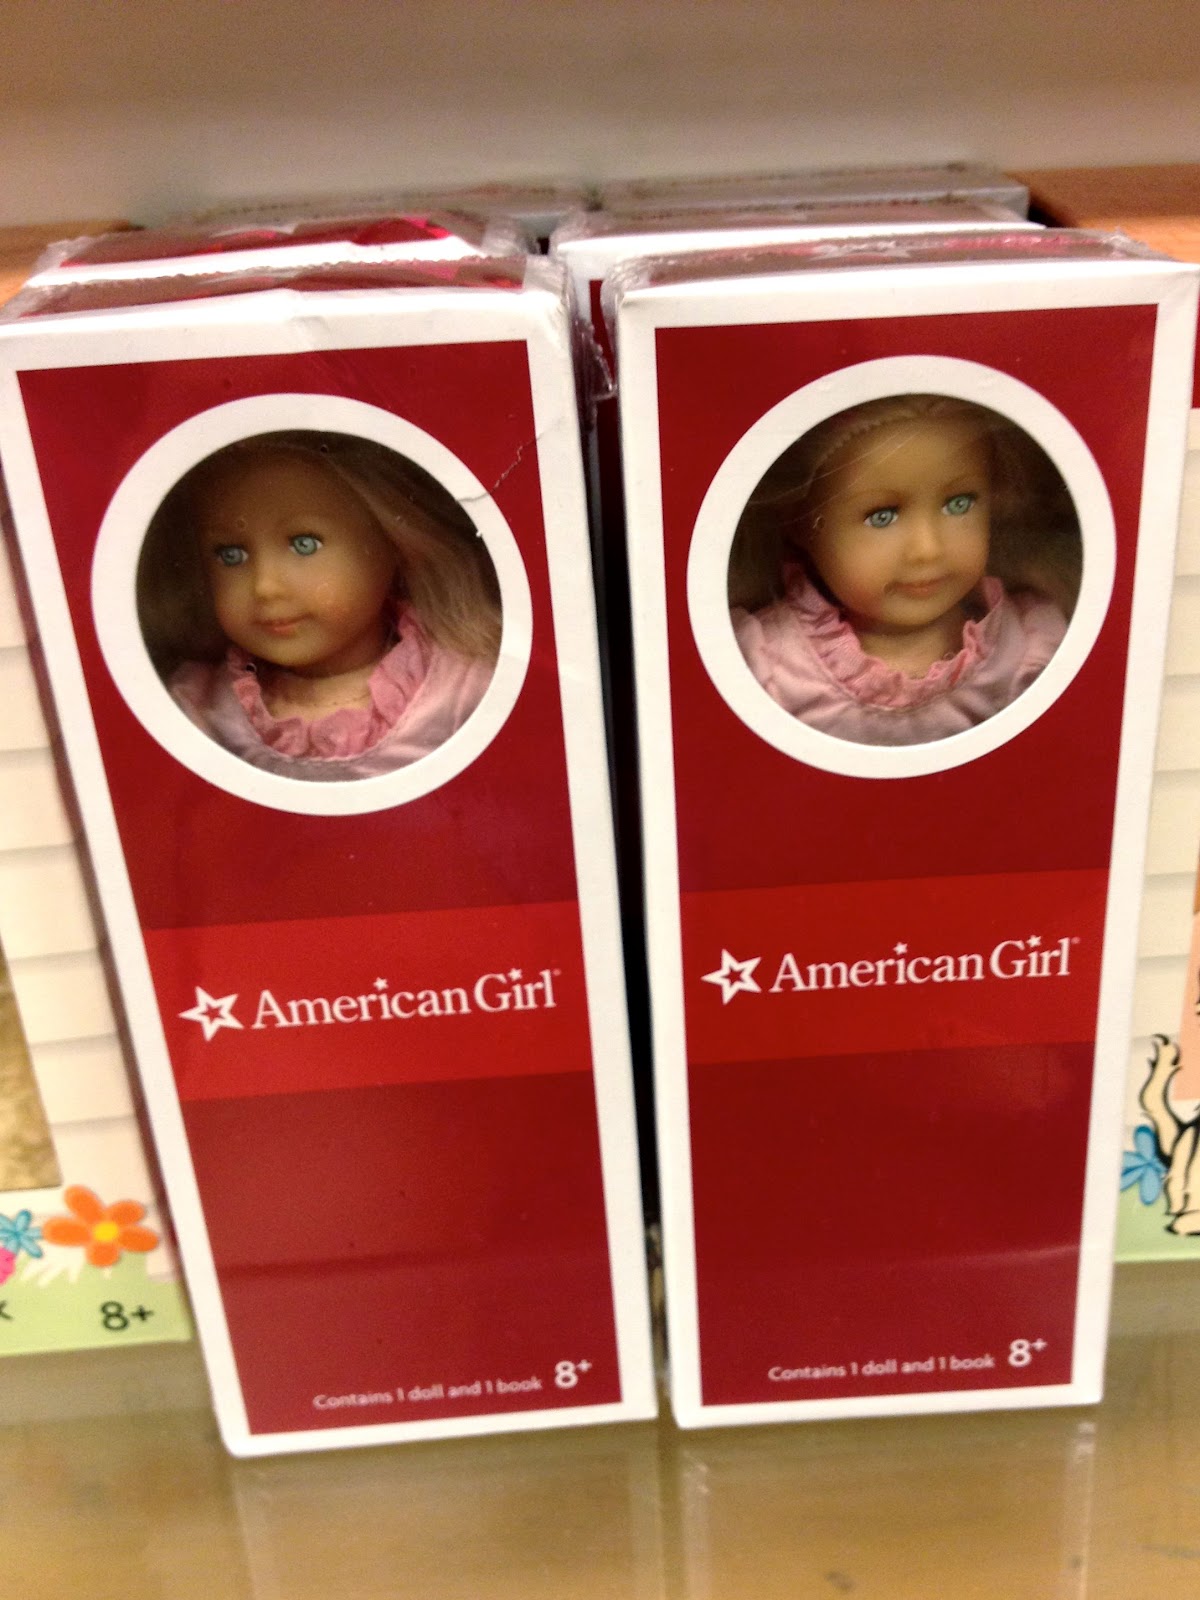 American Girl®
Contains 1 doll and 1 book 8+
American Girl®
Contains 1 doll and 1 book 8+
8+